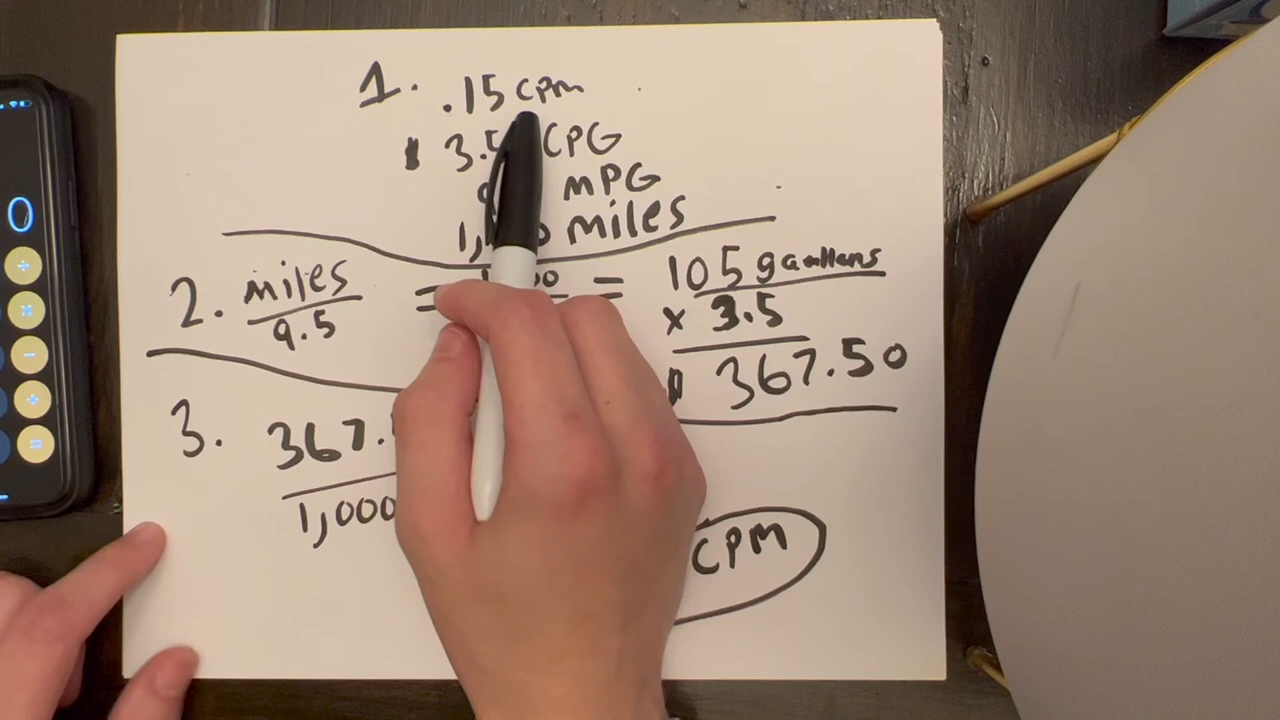 1. .15 cpm
$ 3.5 CPG
MPG
miles
2. miles / 9.5 = = 105 gallons
x 3.5
$ 367.50
3. 367. / 1,000
CPM
0